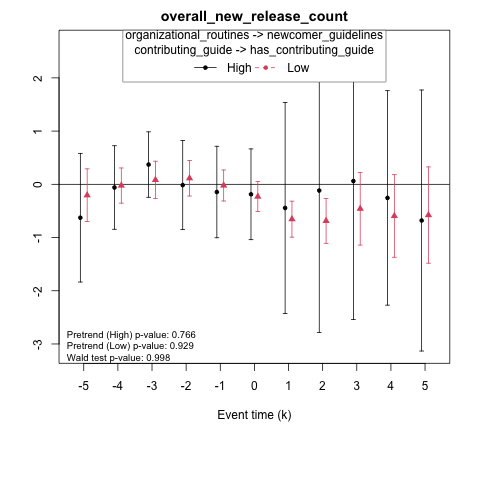 overall_new_release_count
organizational_routines -> newcomer_guidelines
contributing_guide -> has_contributing_guide
High Low
2
1
0
-1
-2
-3
Pretrend (High) p-value: 0.766
Pretrend (Low) p-value: 0.929
Wald test p-value: 0.998
-5 -4 -3 -2 -1 0 1 2 3 4 5
Event time (k)